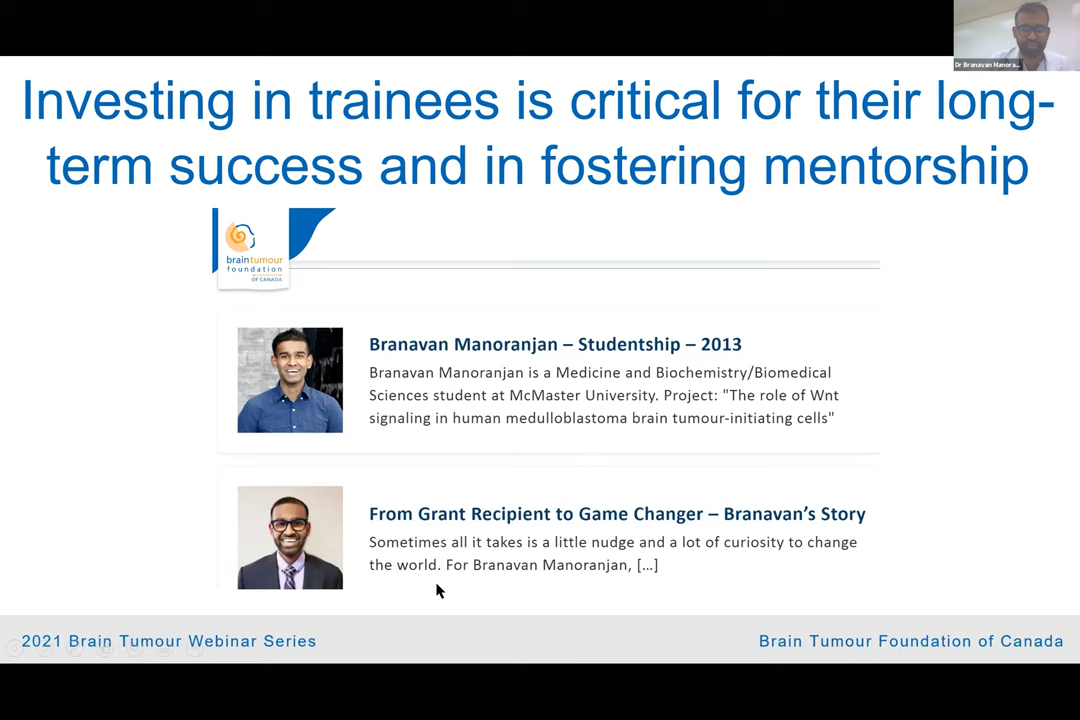 Dr Branavan Manora...
Investing in trainees is critical for their long-
term success and in fostering mentorship
braintumour
foundation
OF CANADA
Branavan Manoranjan – Studentship – 2013
Branavan Manoranjan is a Medicine and Biochemistry/Biomedical
Sciences student at McMaster University. Project: "The role of Wnt
signaling in human medulloblastoma brain tumour-initiating cells"
From Grant Recipient to Game Changer – Branavan’s Story
Sometimes all it takes is a little nudge and a lot of curiosity to change
the world. For Branavan Manoranjan, [...]
2021 Brain Tumour Webinar Series
Brain Tumour Foundation of Canada